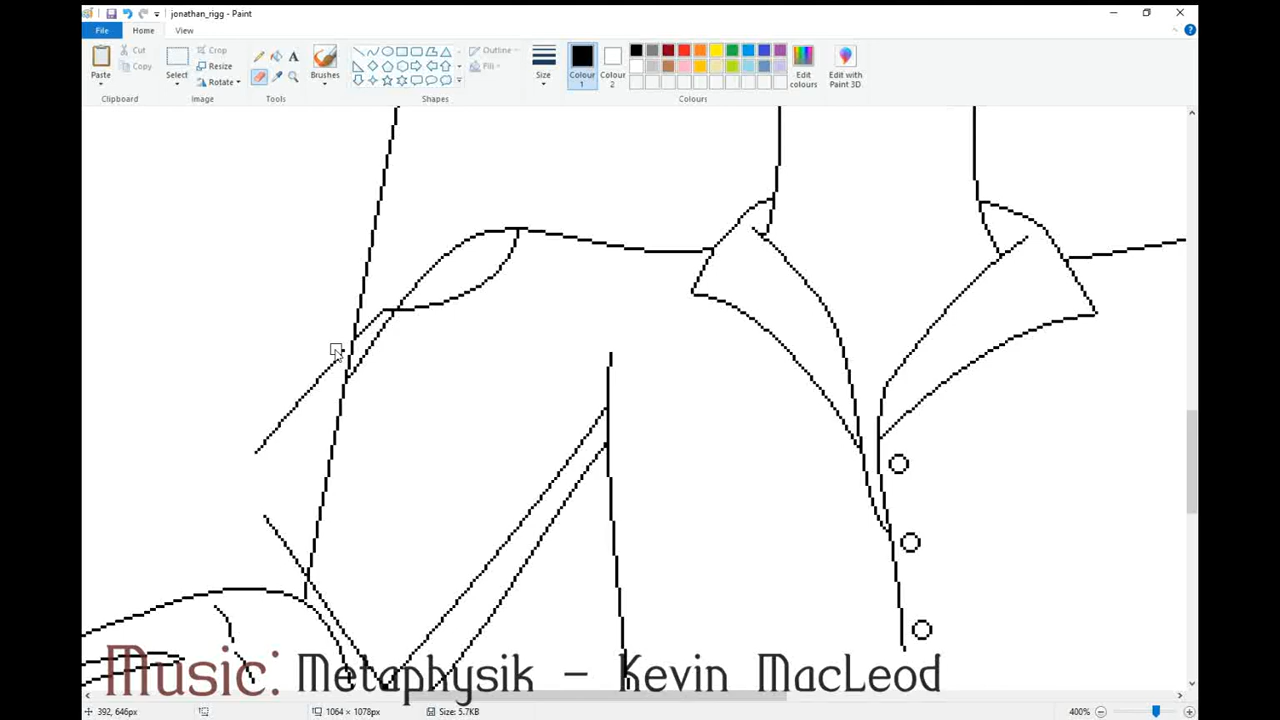 jonathan_rigg - Paint
File Home View
Cut
Copy
Paste
Clipboard
Crop
Resize
Rotate
Select
Image
A
Tools
Brushes
Outline
Fill
Shapes
Size
Colour
1
Colour
2
Edit
colours
Edit with
Paint 3D
Colours
Music: Metaphysik - Kevin MacLeod
392, 646px
1064 × 1078px
Size: 5.7KB
400%